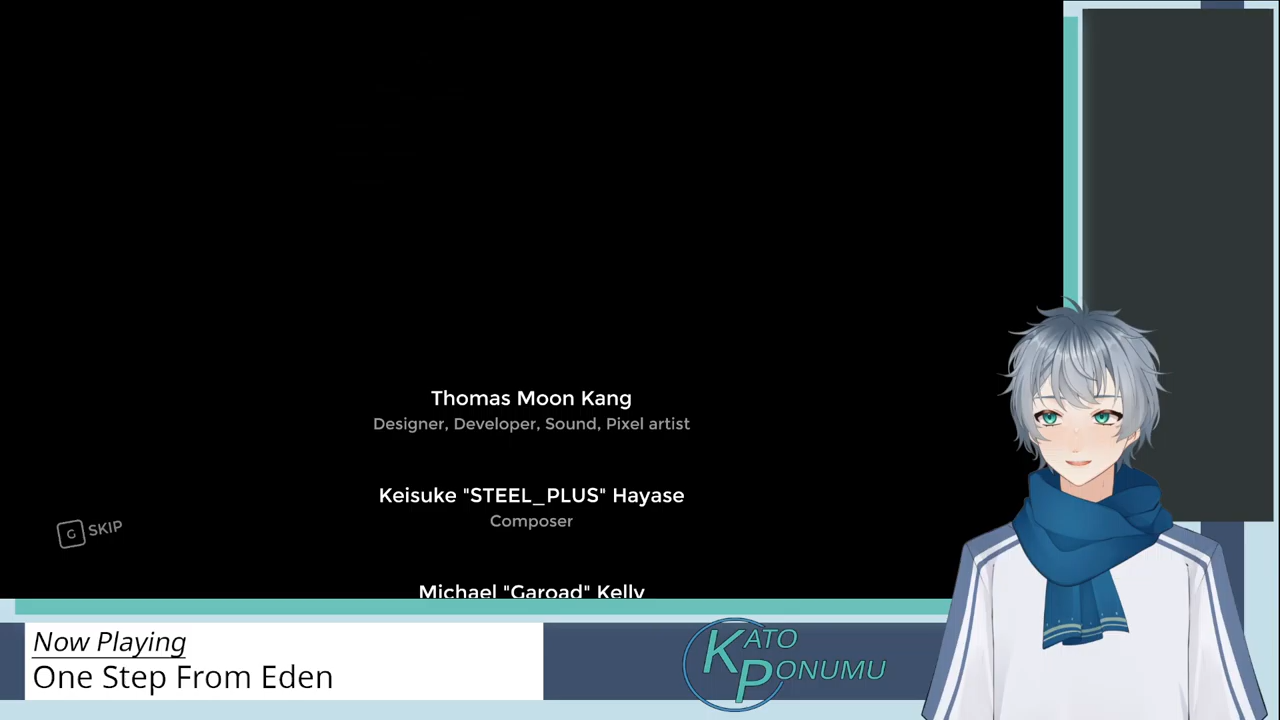 Thomas Moon Kang
Designer, Developer, Sound, Pixel artist
Keisuke "STEEL_PLUS" Hayase
Composer
G SKIP
Michael "Garoad" Kelly
Now Playing
One Step From Eden
KATO
PONUMU